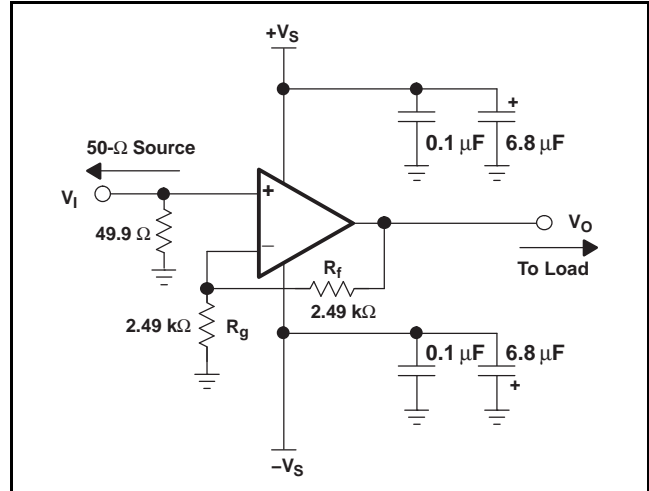 +VS
+
0.1 μF 6.8 μF
50-Ω Source
VI
+
49.9 Ω
−
VO
To Load
Rf
2.49 kΩ
2.49 kΩ Rg
0.1 μF 6.8 μF
+
−VS